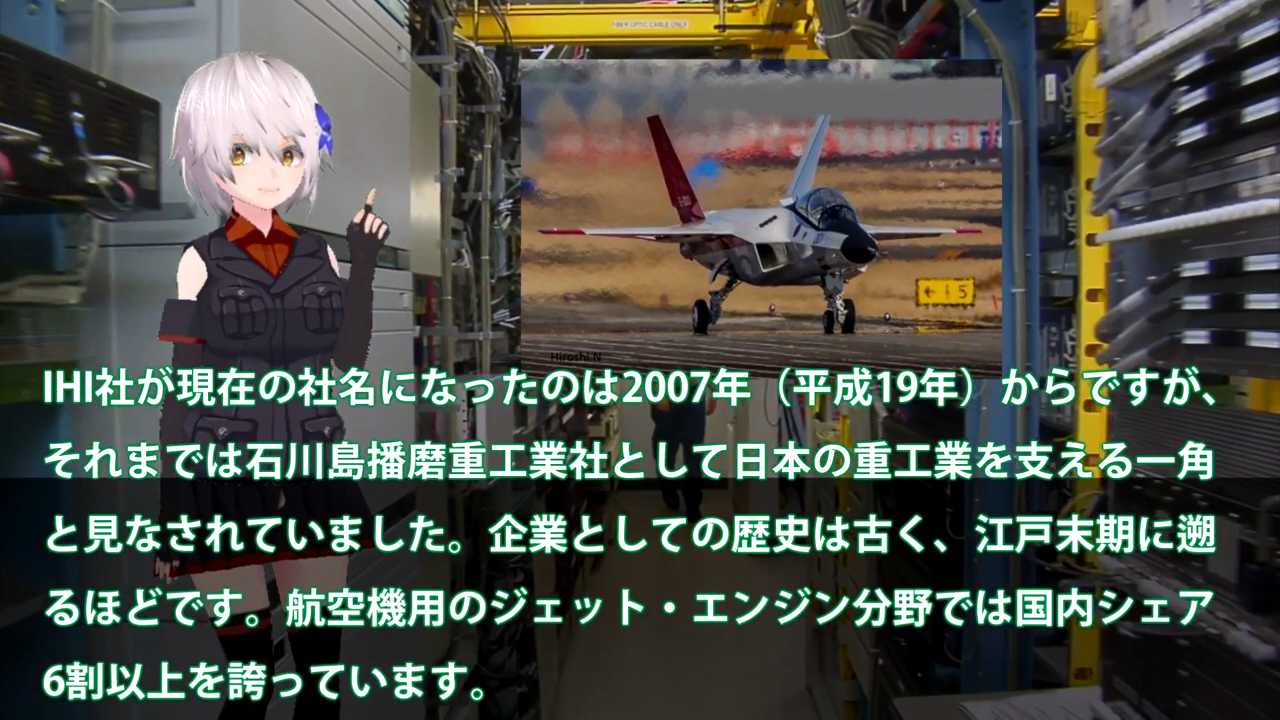 FIBER OPTIC CABLE ONLY
← 5
Hiroshi.N
IHI社が現在の社名になったのは2007年（平成19年）からですが、
それまでは石川島播磨重工業社として日本の重工業を支える一角
と見なされていました。企業としての歴史は古く、江戸末期に遡
るほどです。航空機用のジェット・エンジン分野では国内シェア
6割以上を誇っています。